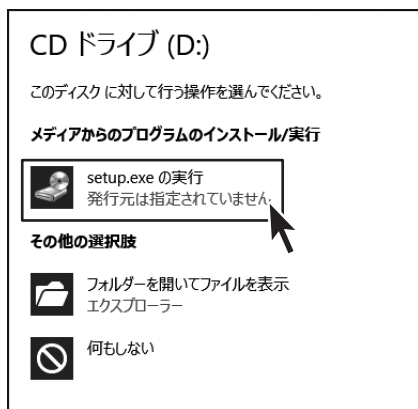 CD ドライブ (D:)
このディスク に対して行う操作を選んでください。
メディアからのプログラムのインストール/実行
setup.exe の実行
発行元は指定されていません
その他の選択肢
フォルダーを開いてファイルを表示
エクスプローラー
何もしない